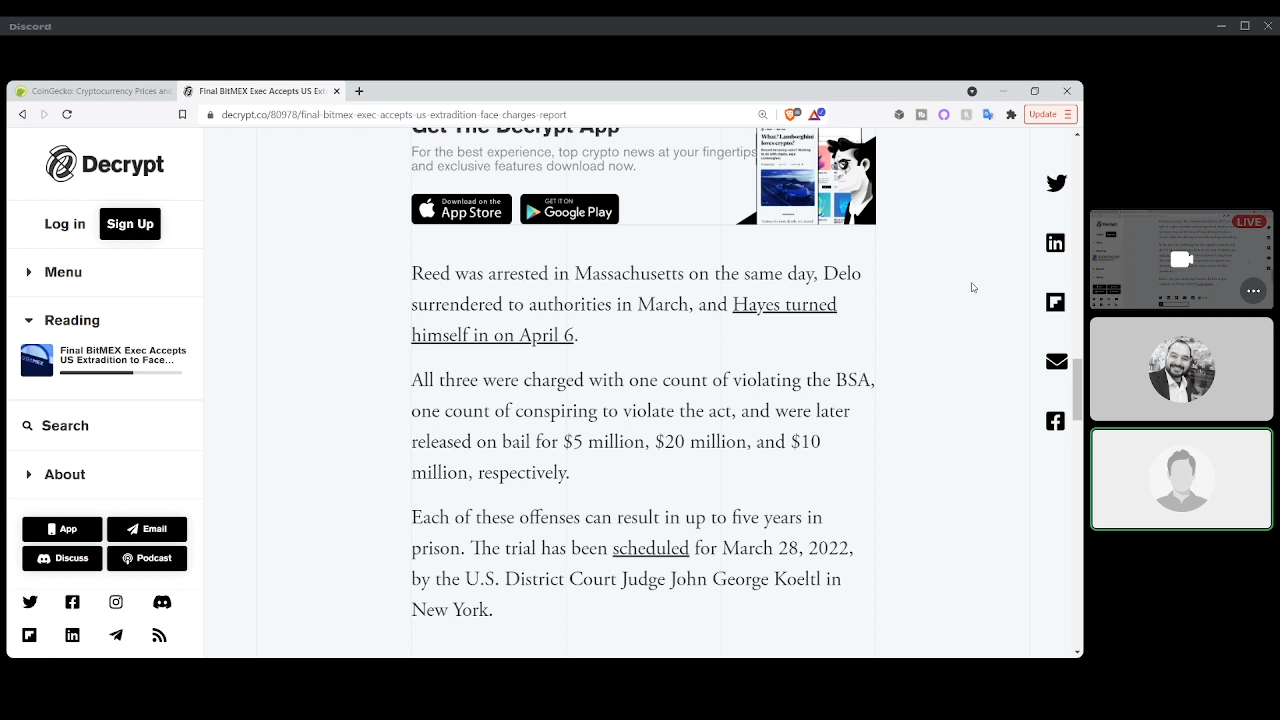 Discord
CoinGecko: Cryptocurrency Prices and
Final BitMEX Exec Accepts US Ext
decrypt.co/80978/final-bitmex-exec-accepts-us-extradition-face-charges-report
Update
Decrypt
Log in
Sign Up
Menu
Reading
Final BitMEX Exec Accepts
US Extradition to Face...
Search
About
App
Email
Discuss
Podcast
Get The Decrypt App
For the best experience, top crypto news at your fingertips
and exclusive features download now.
Download on the
App Store
GET IT ON
Google Play
What? Lamborghini
loves crypto?
Reed was arrested in Massachusetts on the same day, Delo
surrendered to authorities in March, and Hayes turned
himself in on April 6.
All three were charged with one count of violating the BSA,
one count of conspiring to violate the act, and were later
released on bail for $5 million, $20 million, and $10
million, respectively.
Each of these offenses can result in up to five years in
prison. The trial has been scheduled for March 28, 2022,
by the U.S. District Court Judge John George Koeltl in
New York.
LIVE